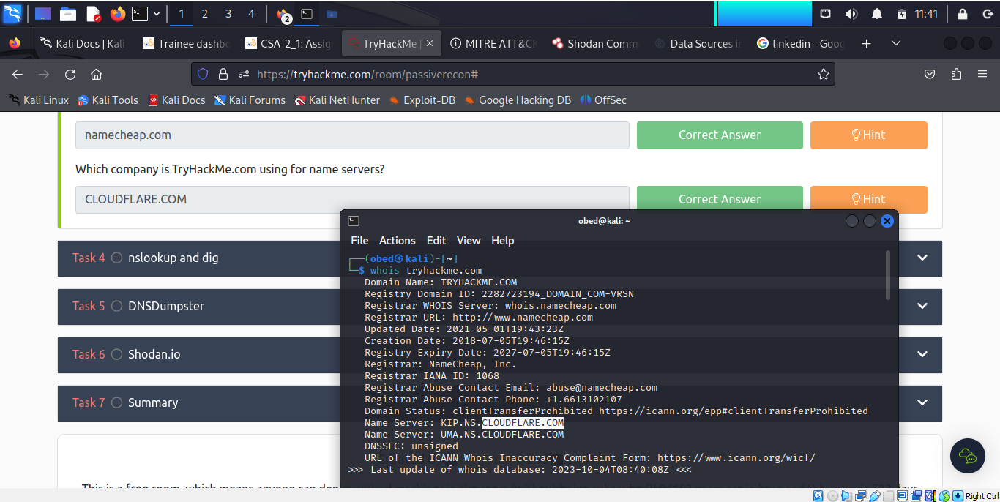 1 2 3 4 2 11:41
Kali Docs | Kali Trainee dashbo CSA-2_1: Assig TryHackMe | MITRE ATT&CK Shodan Comm Data Sources in linkedin - Goog
https://tryhackme.com/room/passiverecon#
Kali Linux Kali Tools Kali Docs Kali Forums Kali NetHunter Exploit-DB Google Hacking DB OffSec
namecheap.com Correct Answer Hint
Which company is TryHackMe.com using for name servers?
CLOUDFLARE.COM Correct Answer Hint
Task 4 nslookup and dig
Task 5 DNSDumpster
Task 6 Shodan.io
Task 7 Summary
obed@kali: ~
File Actions Edit View Help
(obed㉿kali)-[~]
$ whois tryhackme.com
Domain Name: TRYHACKME.COM
Registry Domain ID: 2282723194_DOMAIN_COM-VRSN
Registrar WHOIS Server: whois.namecheap.com
Registrar URL: http://www.namecheap.com
Updated Date: 2021-05-01T19:43:23Z
Creation Date: 2018-07-05T19:46:15Z
Registry Expiry Date: 2027-07-05T19:46:15Z
Registrar: NameCheap, Inc.
Registrar IANA ID: 1068
Registrar Abuse Contact Email: abuse@namecheap.com
Registrar Abuse Contact Phone: +1.6613102107
Domain Status: clientTransferProhibited https://icann.org/epp#clientTransferProhibited
Name Server: KIP.NS.CLOUDFLARE.COM
Name Server: UMA.NS.CLOUDFLARE.COM
DNSSEC: unsigned
URL of the ICANN Whois Inaccuracy Complaint Form: https://www.icann.org/wicf/
>>> Last update of whois database: 2023-10-04T08:40:08Z <<<
This is a free room, which means anyone can
Right Ctrl